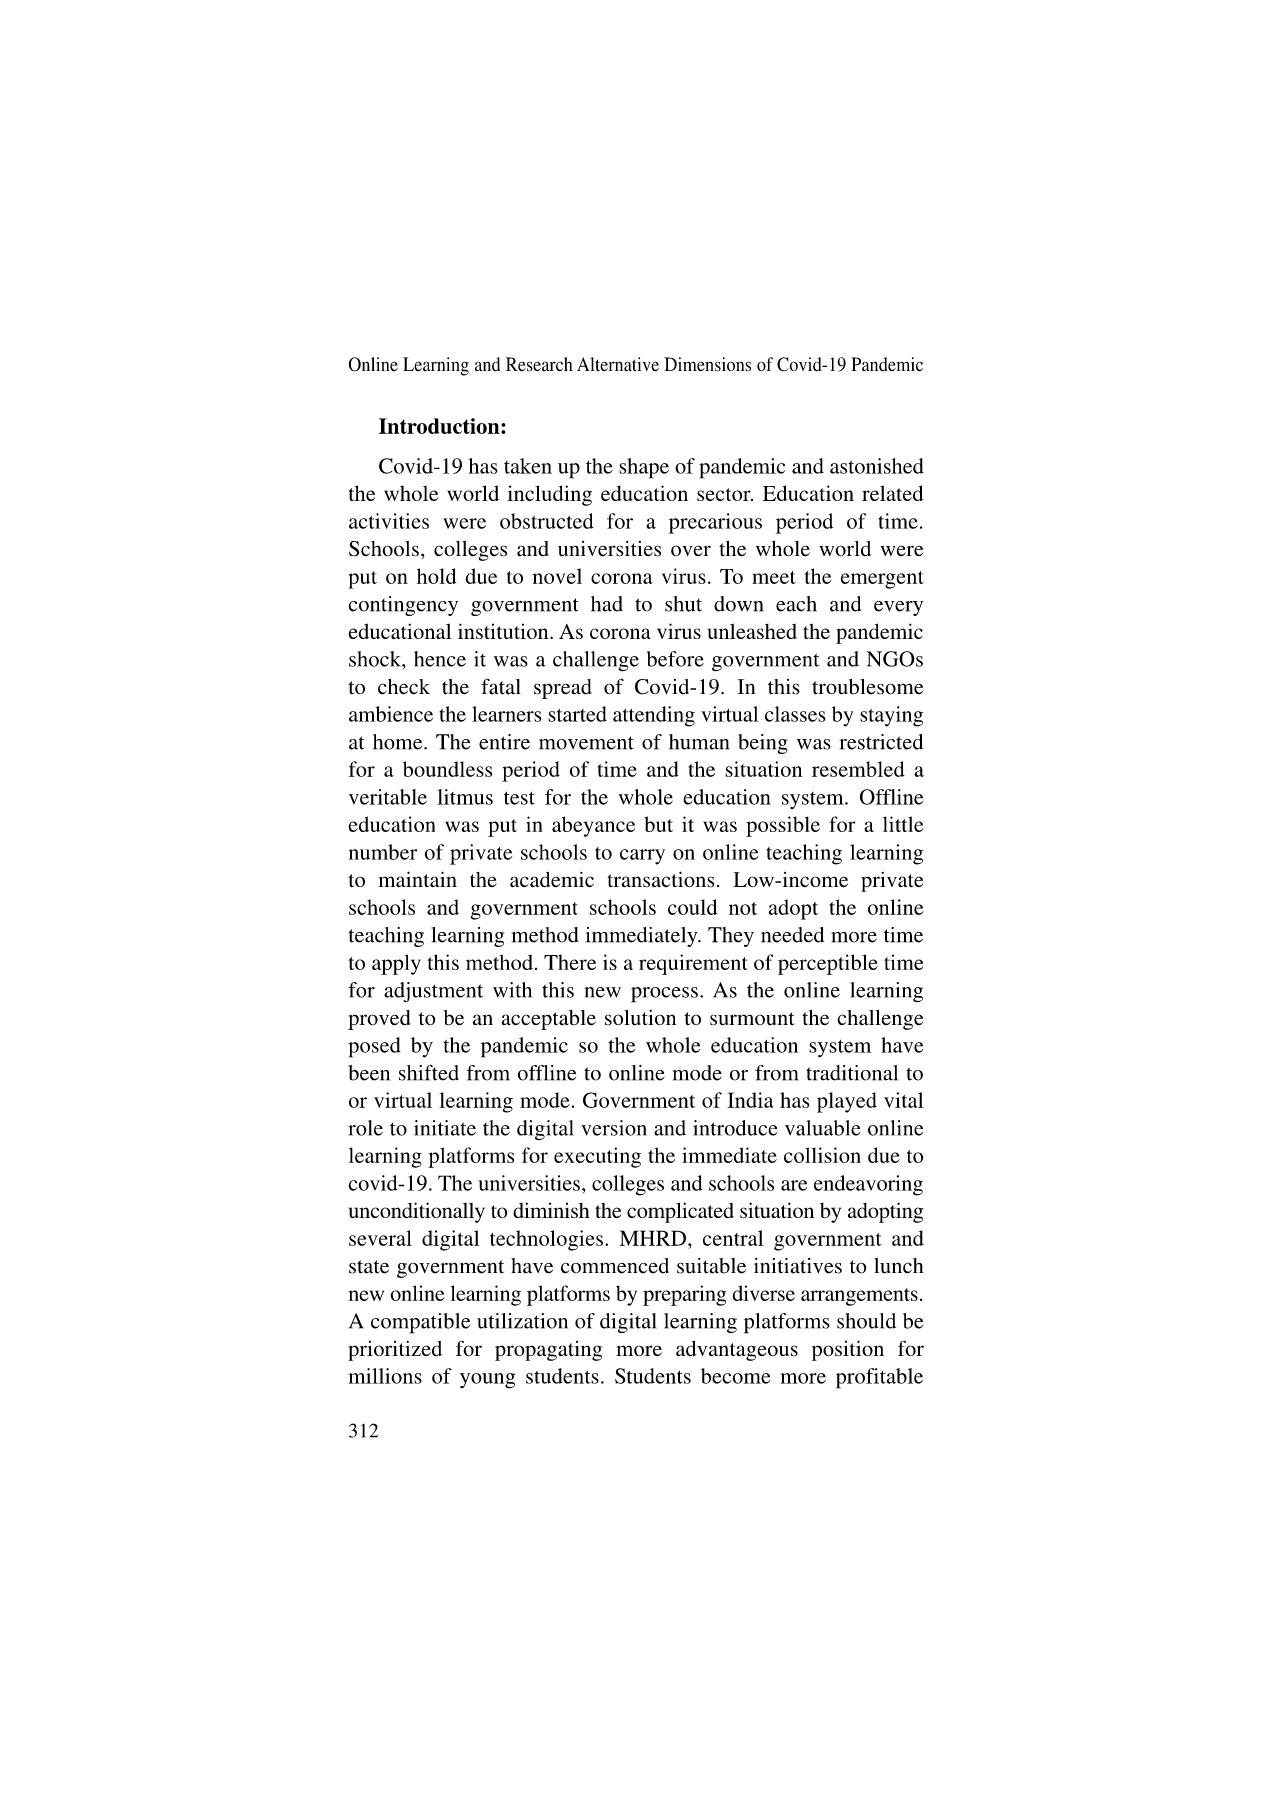 Online Learning and Research Alternative Dimensions of Covid-19 Pandemic
Introduction:
Covid-19 has taken up the shape of pandemic and astonished
the whole world including education sector. Education related
activities were obstructed for a precarious period of time.
Schools, colleges and universities over the whole world were
put on hold due to novel corona virus. To meet the emergent
contingency government had to shut down each and every
educational institution. As corona virus unleashed the pandemic
shock, hence it was a challenge before government and NGOs
to check the fatal spread of Covid-19. In this troublesome
ambience the learners started attending virtual classes by staying
at home. The entire movement of human being was restricted
for a boundless period of time and the situation resembled a
veritable litmus test for the whole education system. Offline
education was put in abeyance but it was possible for a little
number of private schools to carry on online teaching learning
to maintain the academic transactions. Low-income private
schools and government schools could not adopt the online
teaching learning method immediately. They needed more time
to apply this method. There is a requirement of perceptible time
for adjustment with this new process. As the online learning
proved to be an acceptable solution to surmount the challenge
posed by the pandemic so the whole education system have
been shifted from offline to online mode or from traditional to
or virtual learning mode. Government of India has played vital
role to initiate the digital version and introduce valuable online
learning platforms for executing the immediate collision due to
covid-19. The universities, colleges and schools are endeavoring
unconditionally to diminish the complicated situation by adopting
several digital technologies. MHRD, central government and
state government have commenced suitable initiatives to lunch
new online learning platforms by preparing diverse arrangements.
A compatible utilization of digital learning platforms should be
prioritized for propagating more advantageous position for
millions of young students. Students become more profitable
312